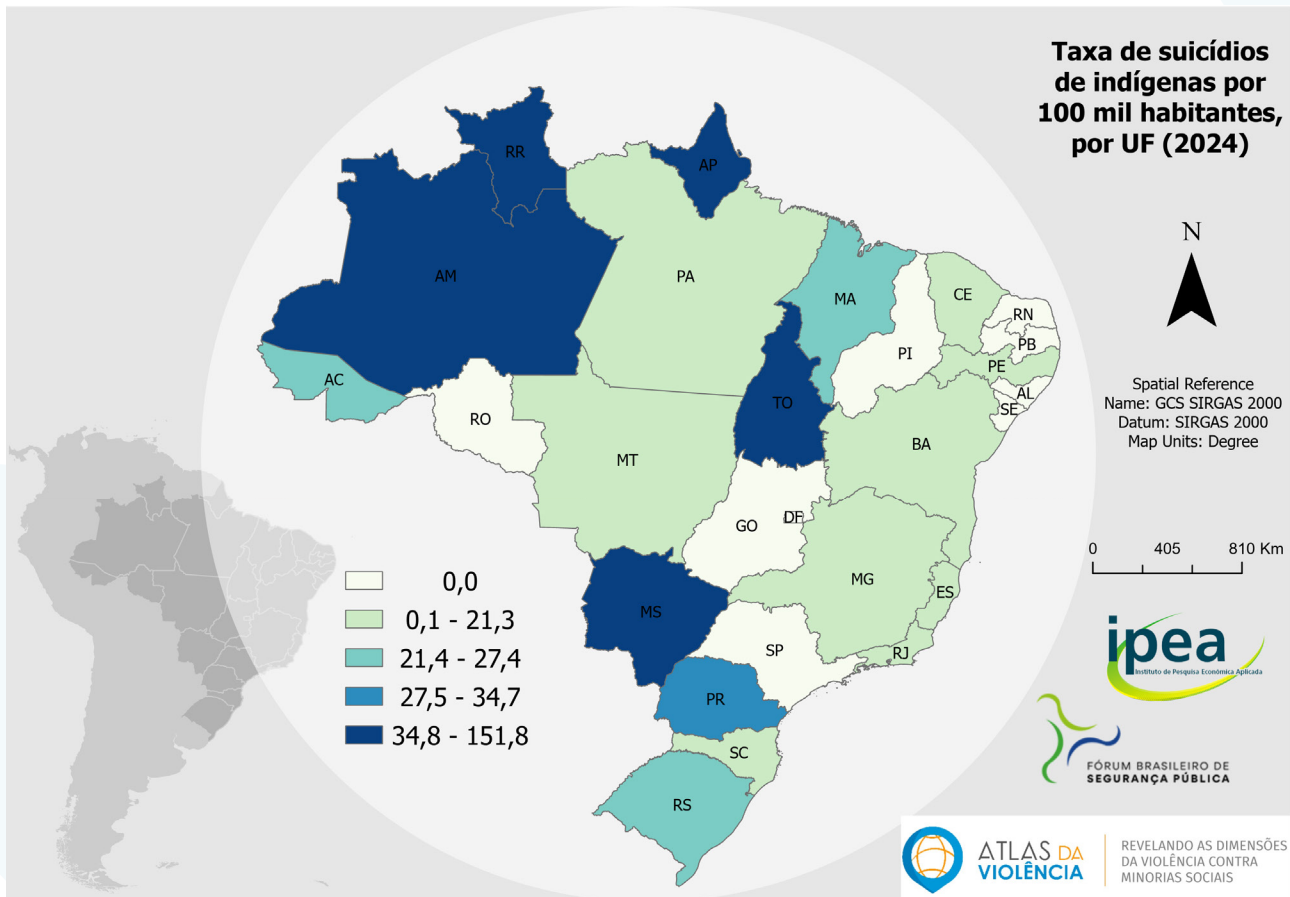 Taxa de suicídios
de indígenas por
100 mil habitantes,
por UF (2024)
N
Spatial Reference
Name: GCS SIRGAS 2000
Datum: SIRGAS 2000
Map Units: Degree
0 405 810 Km
RR
AP
AM
PA
MA
CE
RN
PB
PI
PE
AC
AL
TO
SE
RO
BA
MT
GO
DF
MG
ES
MS
SP
RJ
PR
SC
RS
0,0
0,1 - 21,3
21,4 - 27,4
27,5 - 34,7
34,8 - 151,8
ipea
Instituto de Pesquisa Econômica Aplicada
FÓRUM BRASILEIRO DE
SEGURANÇA PÚBLICA
ATLAS DA
VIOLÊNCIA
REVELANDO AS DIMENSÕES
DA VIOLÊNCIA CONTRA
MINORIAS SOCIAIS